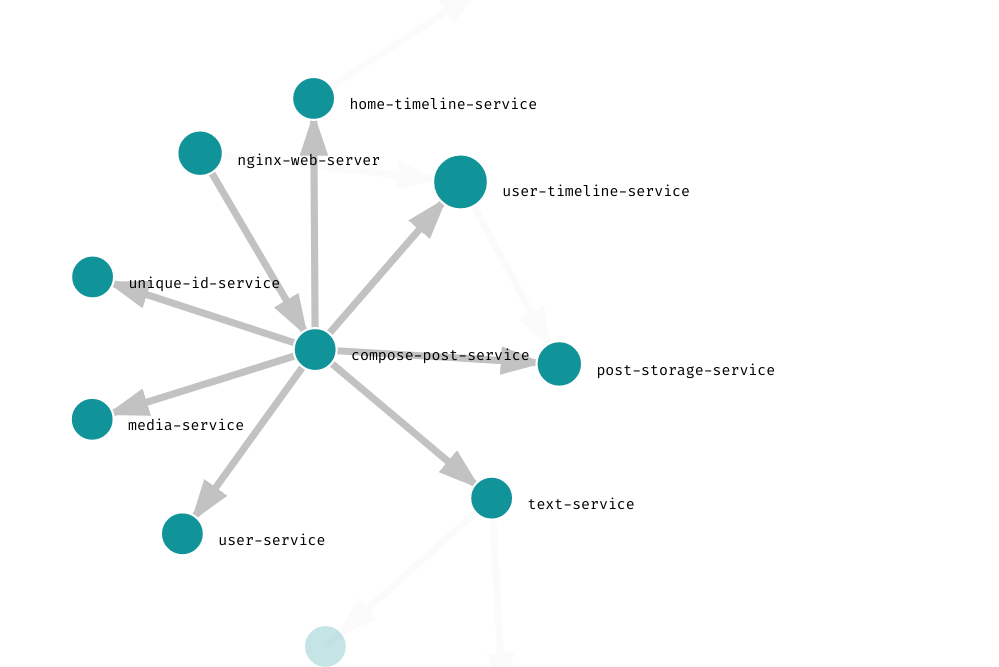 home-timeline-service
nginx-web-server
user-timeline-service
unique-id-service
compose-post-service
post-storage-service
media-service
text-service
user-service